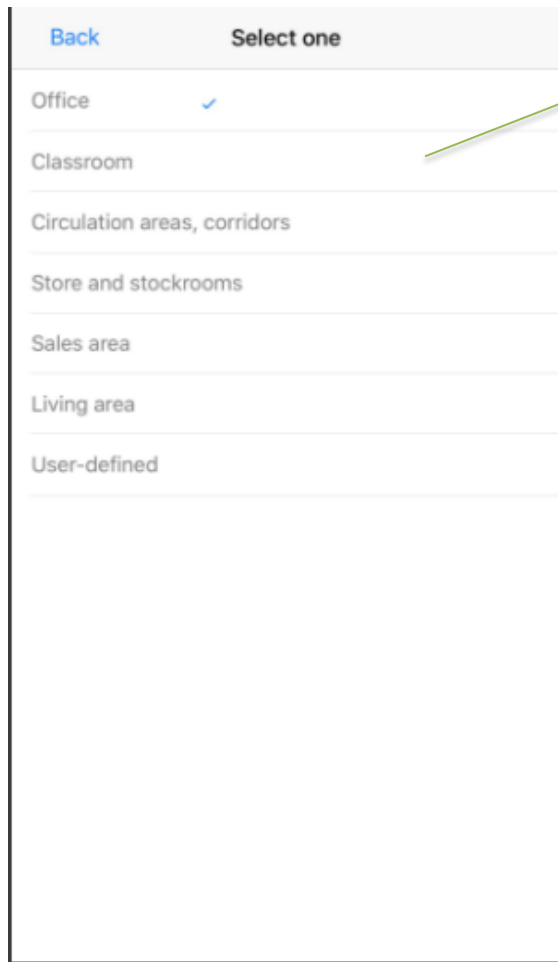 Back Select one
Office
Classroom
Circulation areas, corridors
Store and stockrooms
Sales area
Living area
User-defined